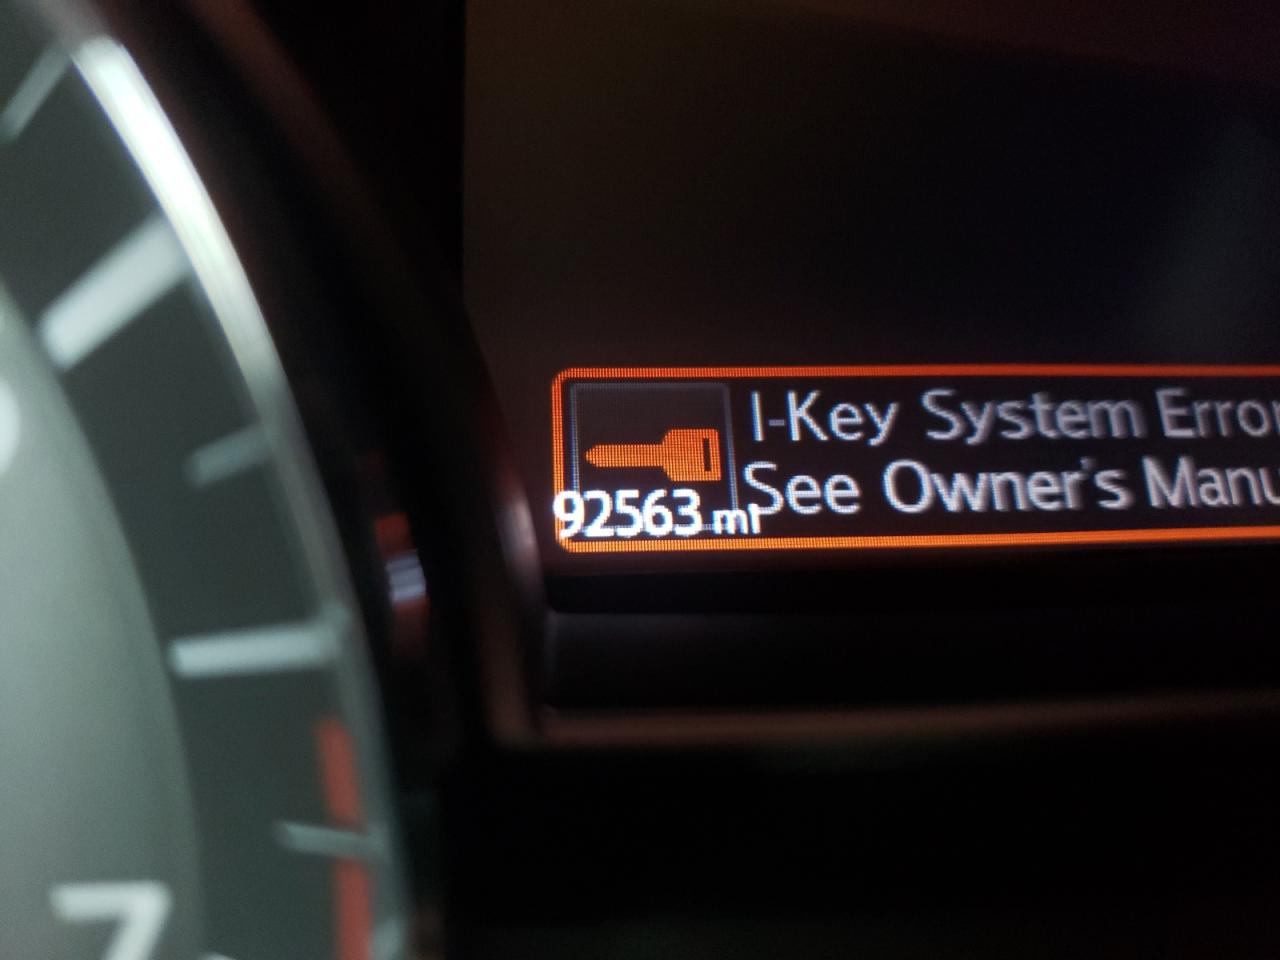 I-Key System Error
See Owner's Manu
92563 mi
7